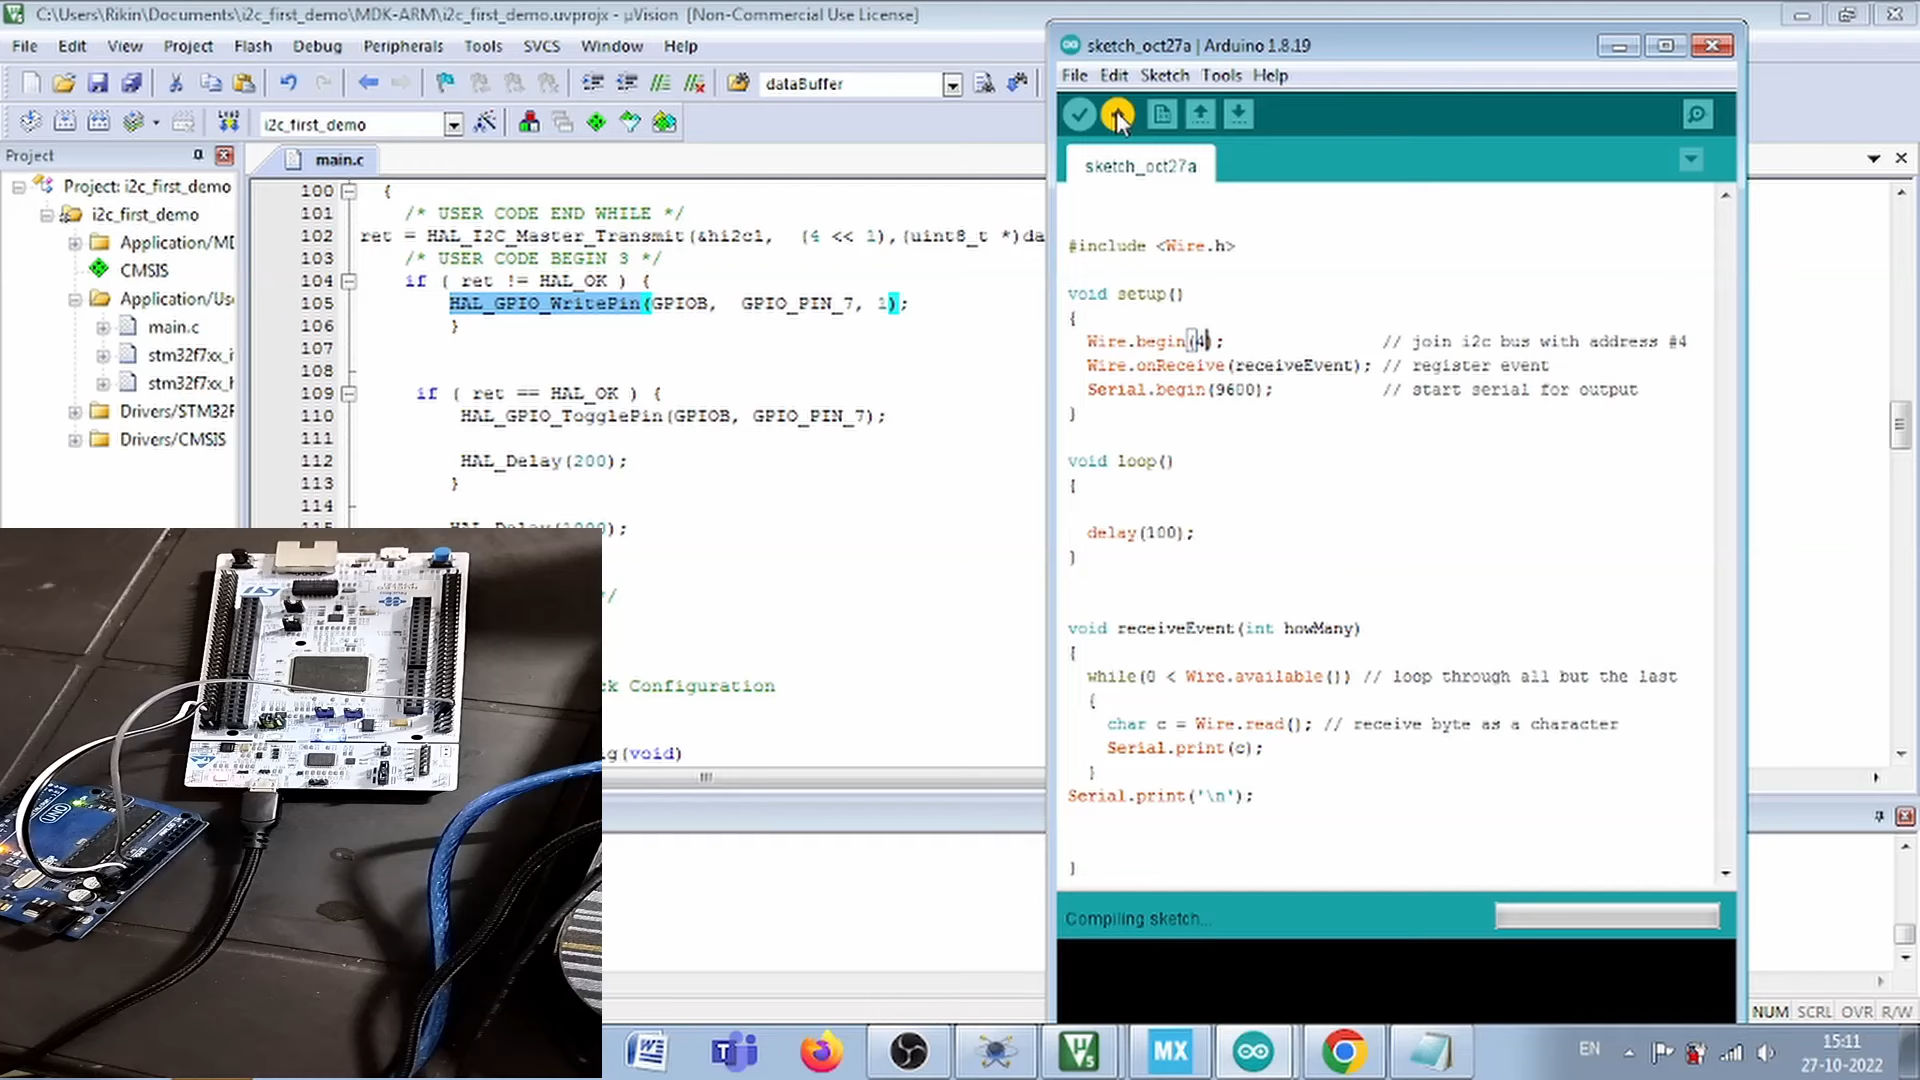 C:\Users\Rikin\Documents\i2c_first_demo\MDK-ARM\i2c_first_demo.uvprojx - µVision [Non-Commercial Use License]
File Edit View Project Flash Debug Peripherals Tools SVCS Window Help
dataBuffer
i2c_first_demo
Project
Project: i2c_first_demo
i2c_first_demo
Application/MD
CMSIS
Application/Use
main.c
stm32f7xx_i
stm32f7xx_h
Drivers/STM32F
Drivers/CMSIS
main.c
100 {
101 /* USER CODE END WHILE */
102 ret = HAL_I2C_Master_Transmit(&hi2c1, (4 << 1),(uint8_t *)da
103 /* USER CODE BEGIN 3 */
104 if ( ret != HAL_OK ) {
105 HAL_GPIO_WritePin(GPIOB, GPIO_PIN_7, 1);
106 }
107
108
109 if ( ret == HAL_OK ) {
110 HAL_GPIO_TogglePin(GPIOB, GPIO_PIN_7);
111
112 HAL_Delay(200);
113 }
114
*/
ck Configuration
ig(void)
sketch_oct27a | Arduino 1.8.19
File Edit Sketch Tools Help
sketch_oct27a
#include <Wire.h>
void setup()
{
Wire.begin(4); // join i2c bus with address #4
Wire.onReceive(receiveEvent); // register event
Serial.begin(9600); // start serial for output
}
void loop()
{
delay(100);
}
void receiveEvent(int howMany)
{
while(0 < Wire.available()) // loop through all but the last
{
char c = Wire.read(); // receive byte as a character
Serial.print(c);
}
Serial.print('\n');
}
Compiling sketch...
NUM SCRL OVR R/W
MX
EN
15:11
27-10-2022
UNO